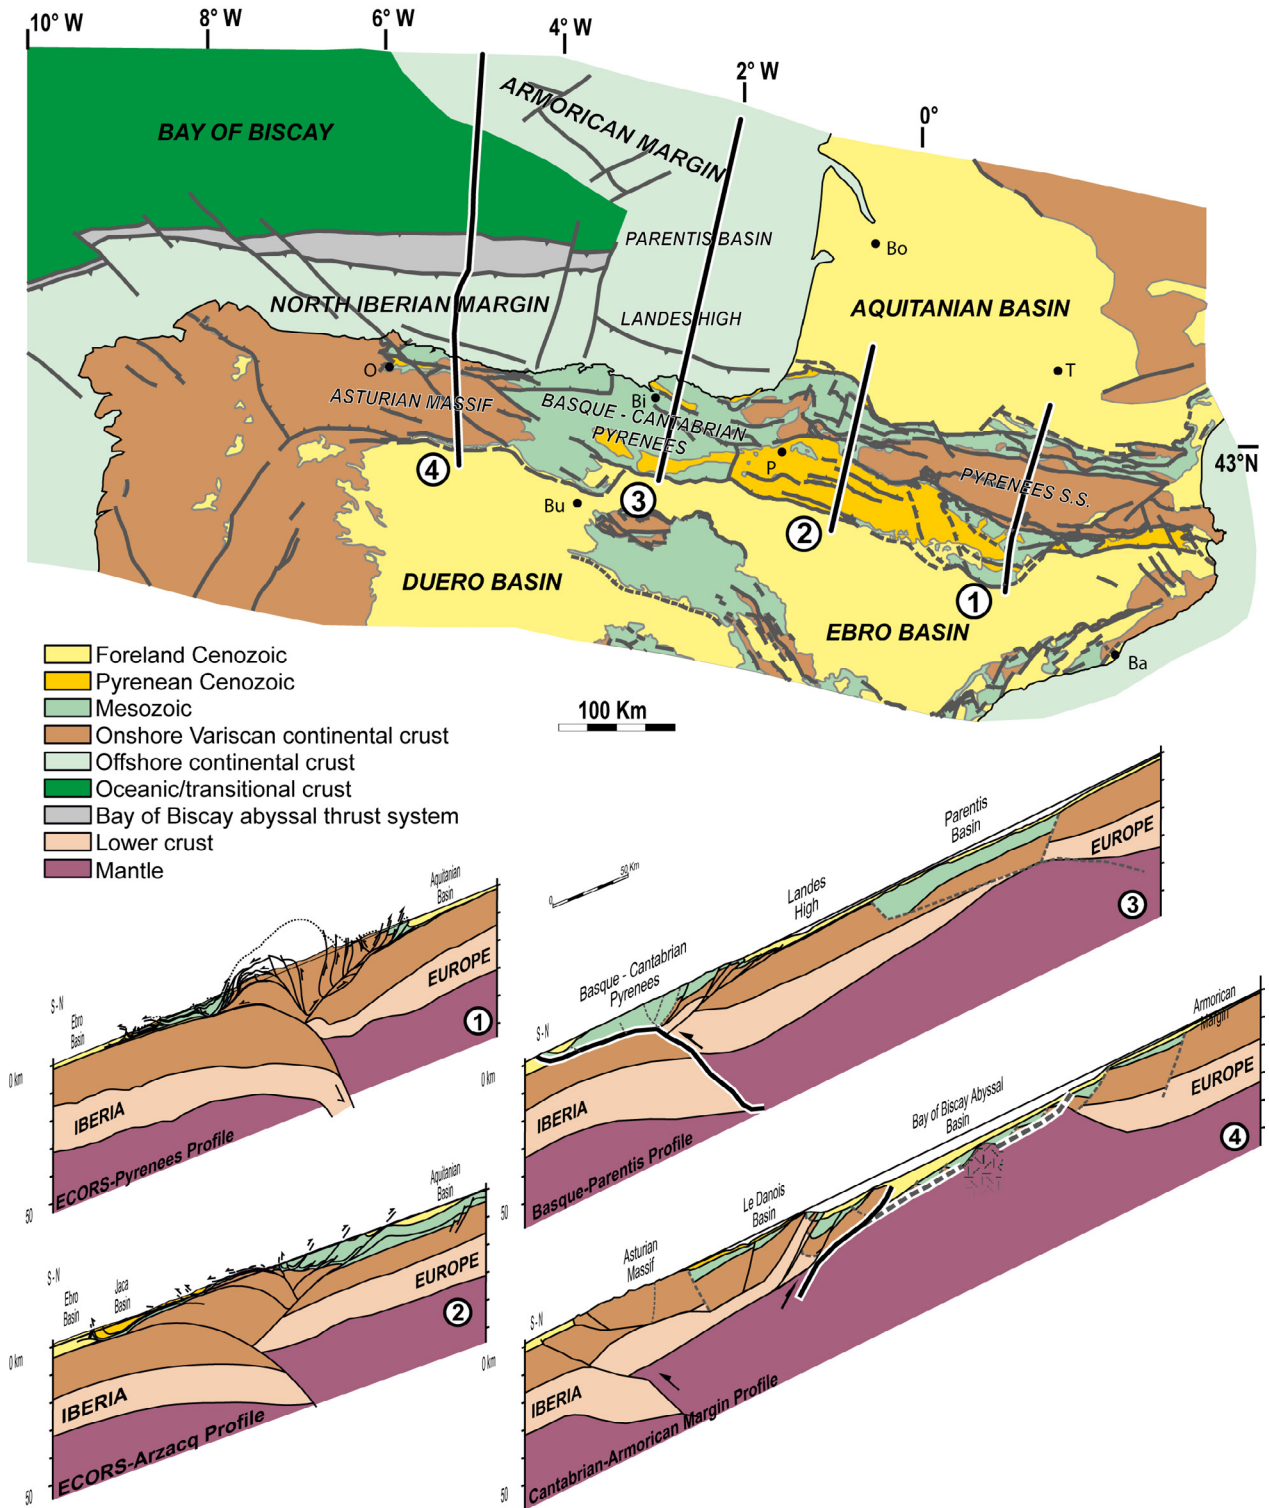 10° W
8° W
6° W
4° W
2° W
0°
ARMORICAN MARGIN
BAY OF BISCAY
PARENTIS BASIN
Bo
NORTH IBERIAN MARGIN
LANDES HIGH
AQUITANIAN BASIN
O
T
ASTURIAN MASSIF
Bi
BASQUE - CANTABRIAN
PYRENEES
P
PYRENEES S.S.
43°N
4
3
2
1
Bu
DUERO BASIN
EBRO BASIN
Ba
Foreland Cenozoic
Pyrenean Cenozoic
Mesozoic
Onshore Variscan continental crust
Offshore continental crust
Oceanic/transitional crust
Bay of Biscay abyssal thrust system
Lower crust
Mantle
100 Km
0
50 Km
Aquitanian
Basin
EUROPE
S - N
Ebro
Basin
1
0 km
0 km
IBERIA
ECORS-Pyrenees Profile
50
Aquitanian
Basin
S - N
Ebro
Basin
Jaca
Basin
EUROPE
2
0 km
0 km
IBERIA
ECORS-Arzacq Profile
50
Parentis
Basin
Landes
High
EUROPE
3
Basque - Cantabrian
Pyrenees
S - N
IBERIA
Basque-Parentis Profile
50
Armorican
Margin
EUROPE
Bay of Biscay Abyssal
Basin
4
Le Danois
Basin
Asturian
Massif
S - N
IBERIA
Cantabrian-Armorican Margin Profile
50